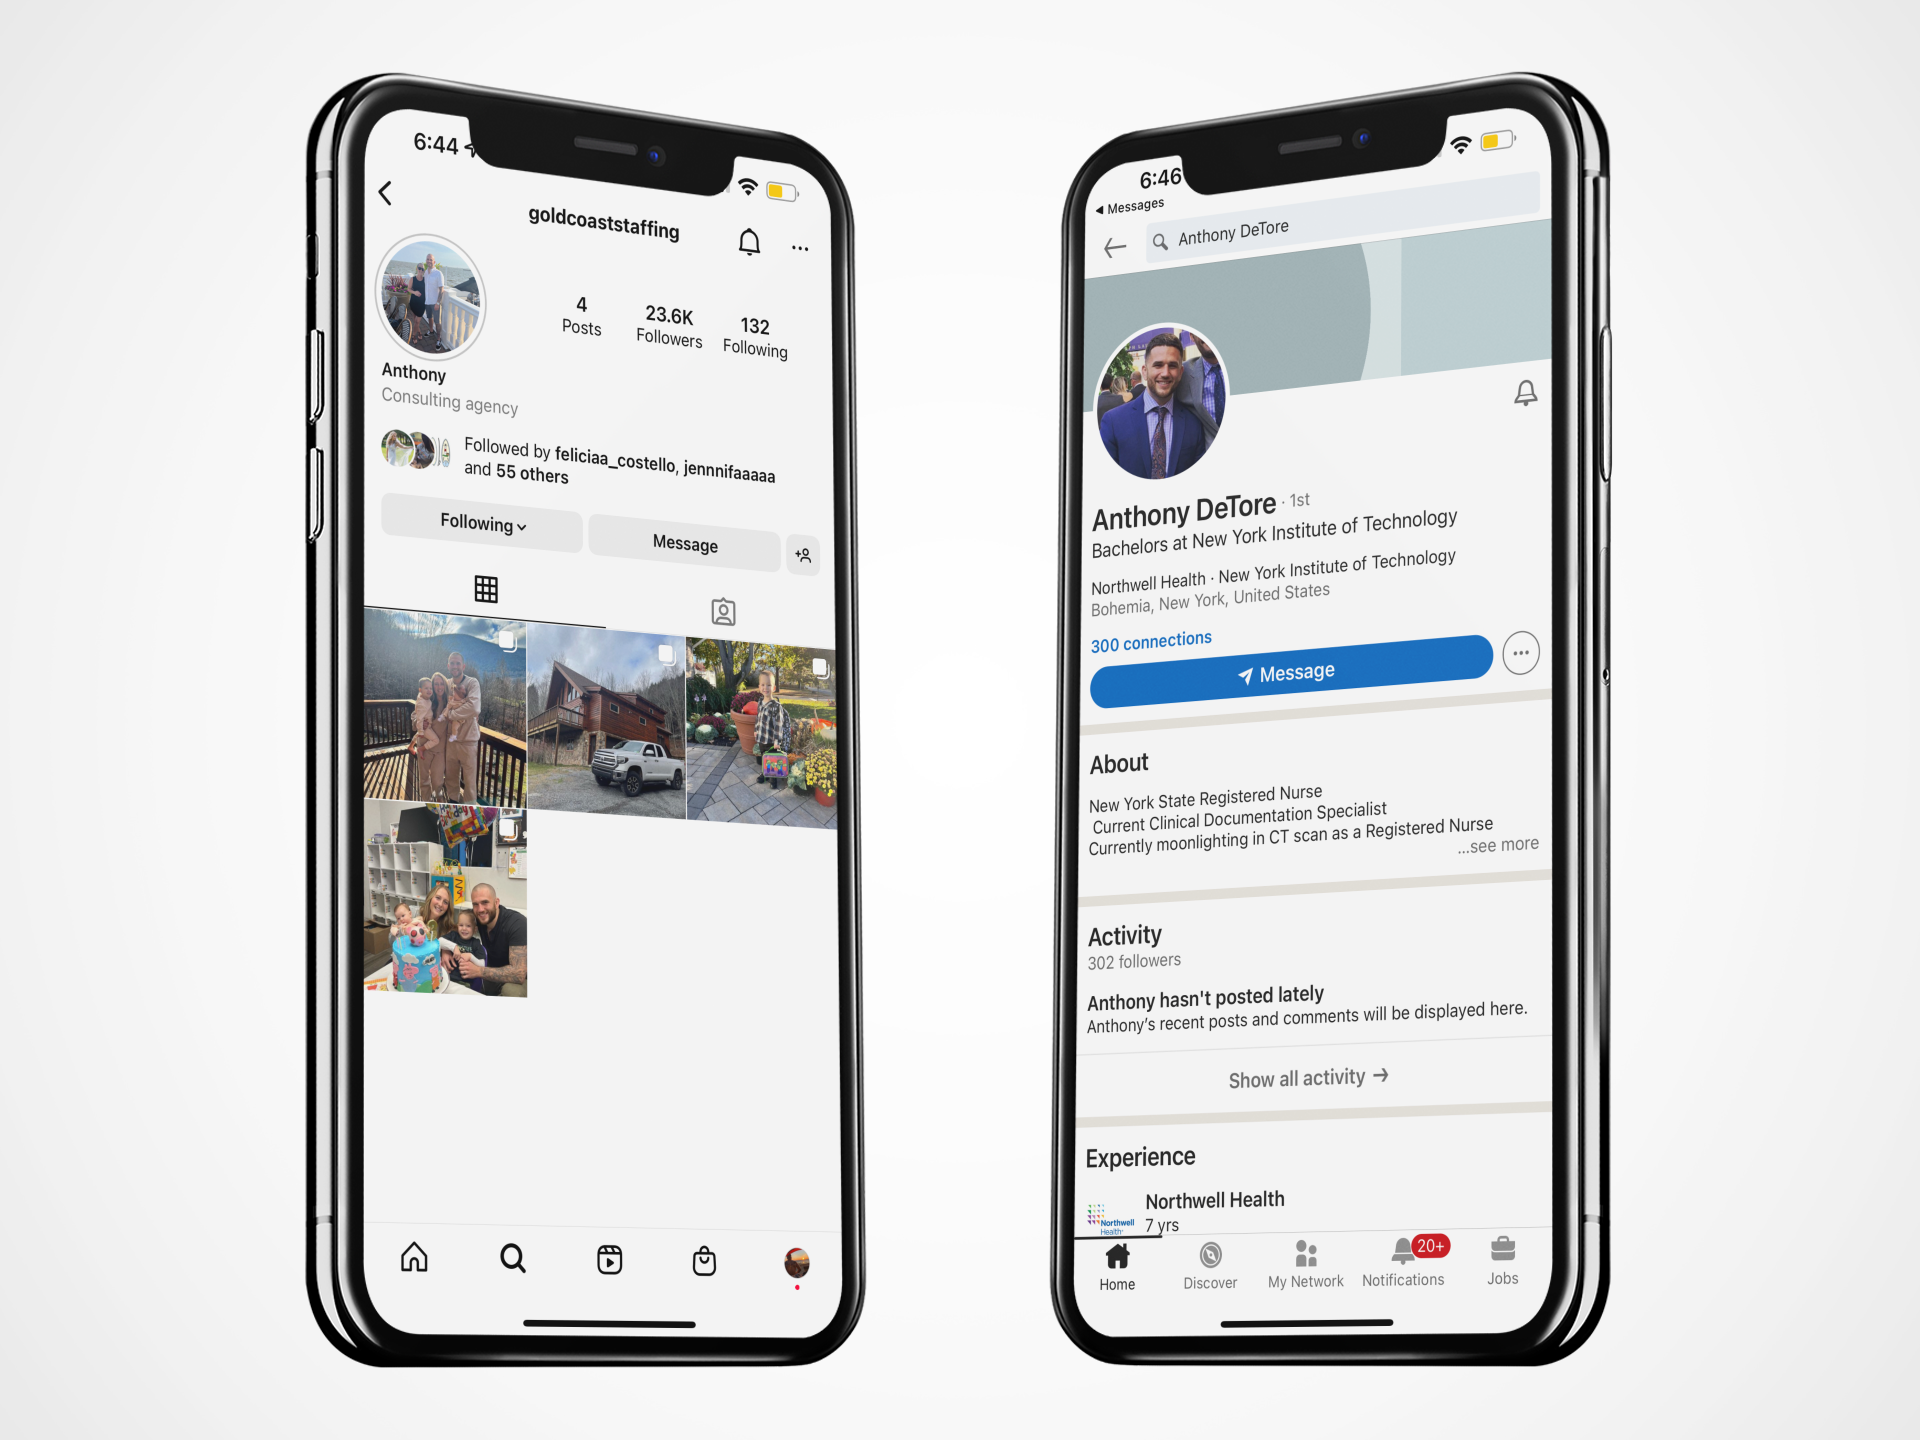 6:44
goldcoaststaffing
4
Posts
23.6K
Followers
132
Following
Anthony
Consulting agency
Followed by feliciaa_costello, jennnifaaaaa
and 55 others
Following
Message
6:46
Messages
Anthony DeTore
Anthony DeTore · 1st
Bachelors at New York Institute of Technology
Northwell Health · New York Institute of Technology
Bohemia, New York, United States
300 connections
Message
About
New York State Registered Nurse
Current Clinical Documentation Specialist
Currently moonlighting in CT scan as a Registered Nurse
...see more
Activity
302 followers
Anthony hasn't posted lately
Anthony's recent posts and comments will be displayed here.
Show all activity →
Experience
Northwell Health
Northwell
Health
7 yrs
20+
Home
Discover
My Network
Notifications
Jobs